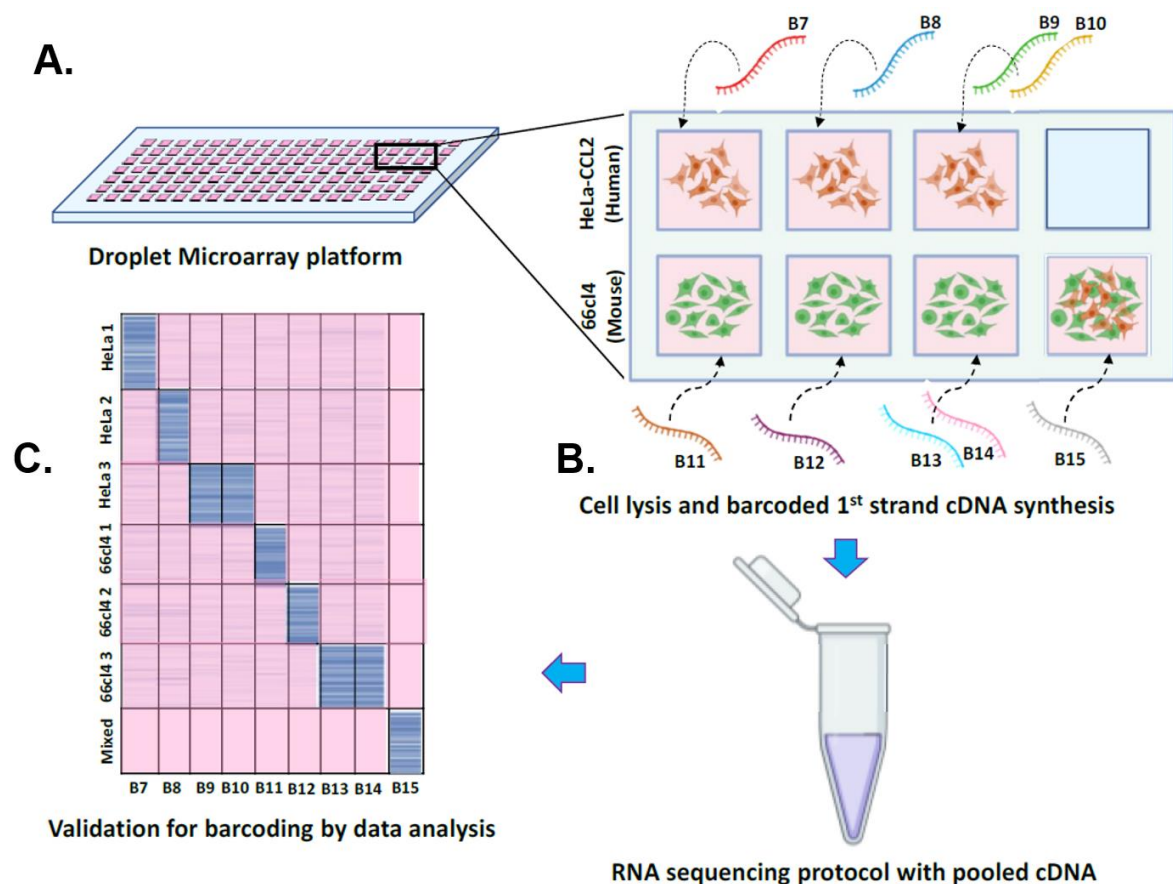 A.
Droplet Microarray platform
B7
B8
B9
B10
HeLa-CCL2
(Human)
66cl4
(Mouse)
B11
B12
B13
B14
B15
B.
Cell lysis and barcoded 1st strand cDNA synthesis
RNA sequencing protocol with pooled cDNA
C.
HeLa 1
HeLa 2
HeLa 3
66cl4 1
66cl4 2
66cl4 3
Mixed
B7 B8 B9 B10 B11 B12 B13 B14 B15
Validation for barcoding by data analysis